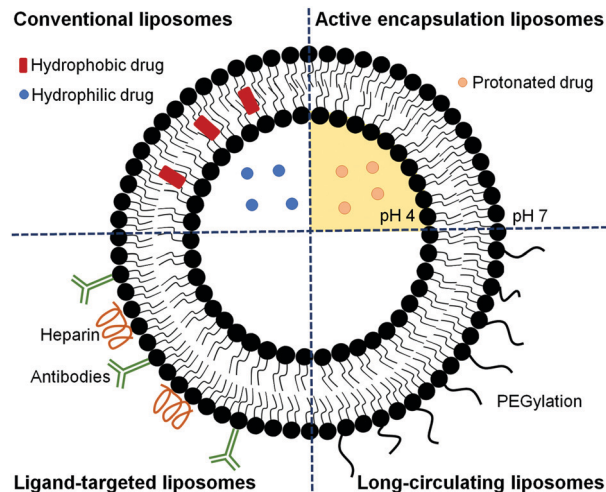 Conventional liposomes
Active encapsulation liposomes
Hydrophobic drug
Hydrophilic drug
Protonated drug
pH 4
pH 7
Heparin
Antibodies
PEGylation
Ligand-targeted liposomes
Long-circulating liposomes